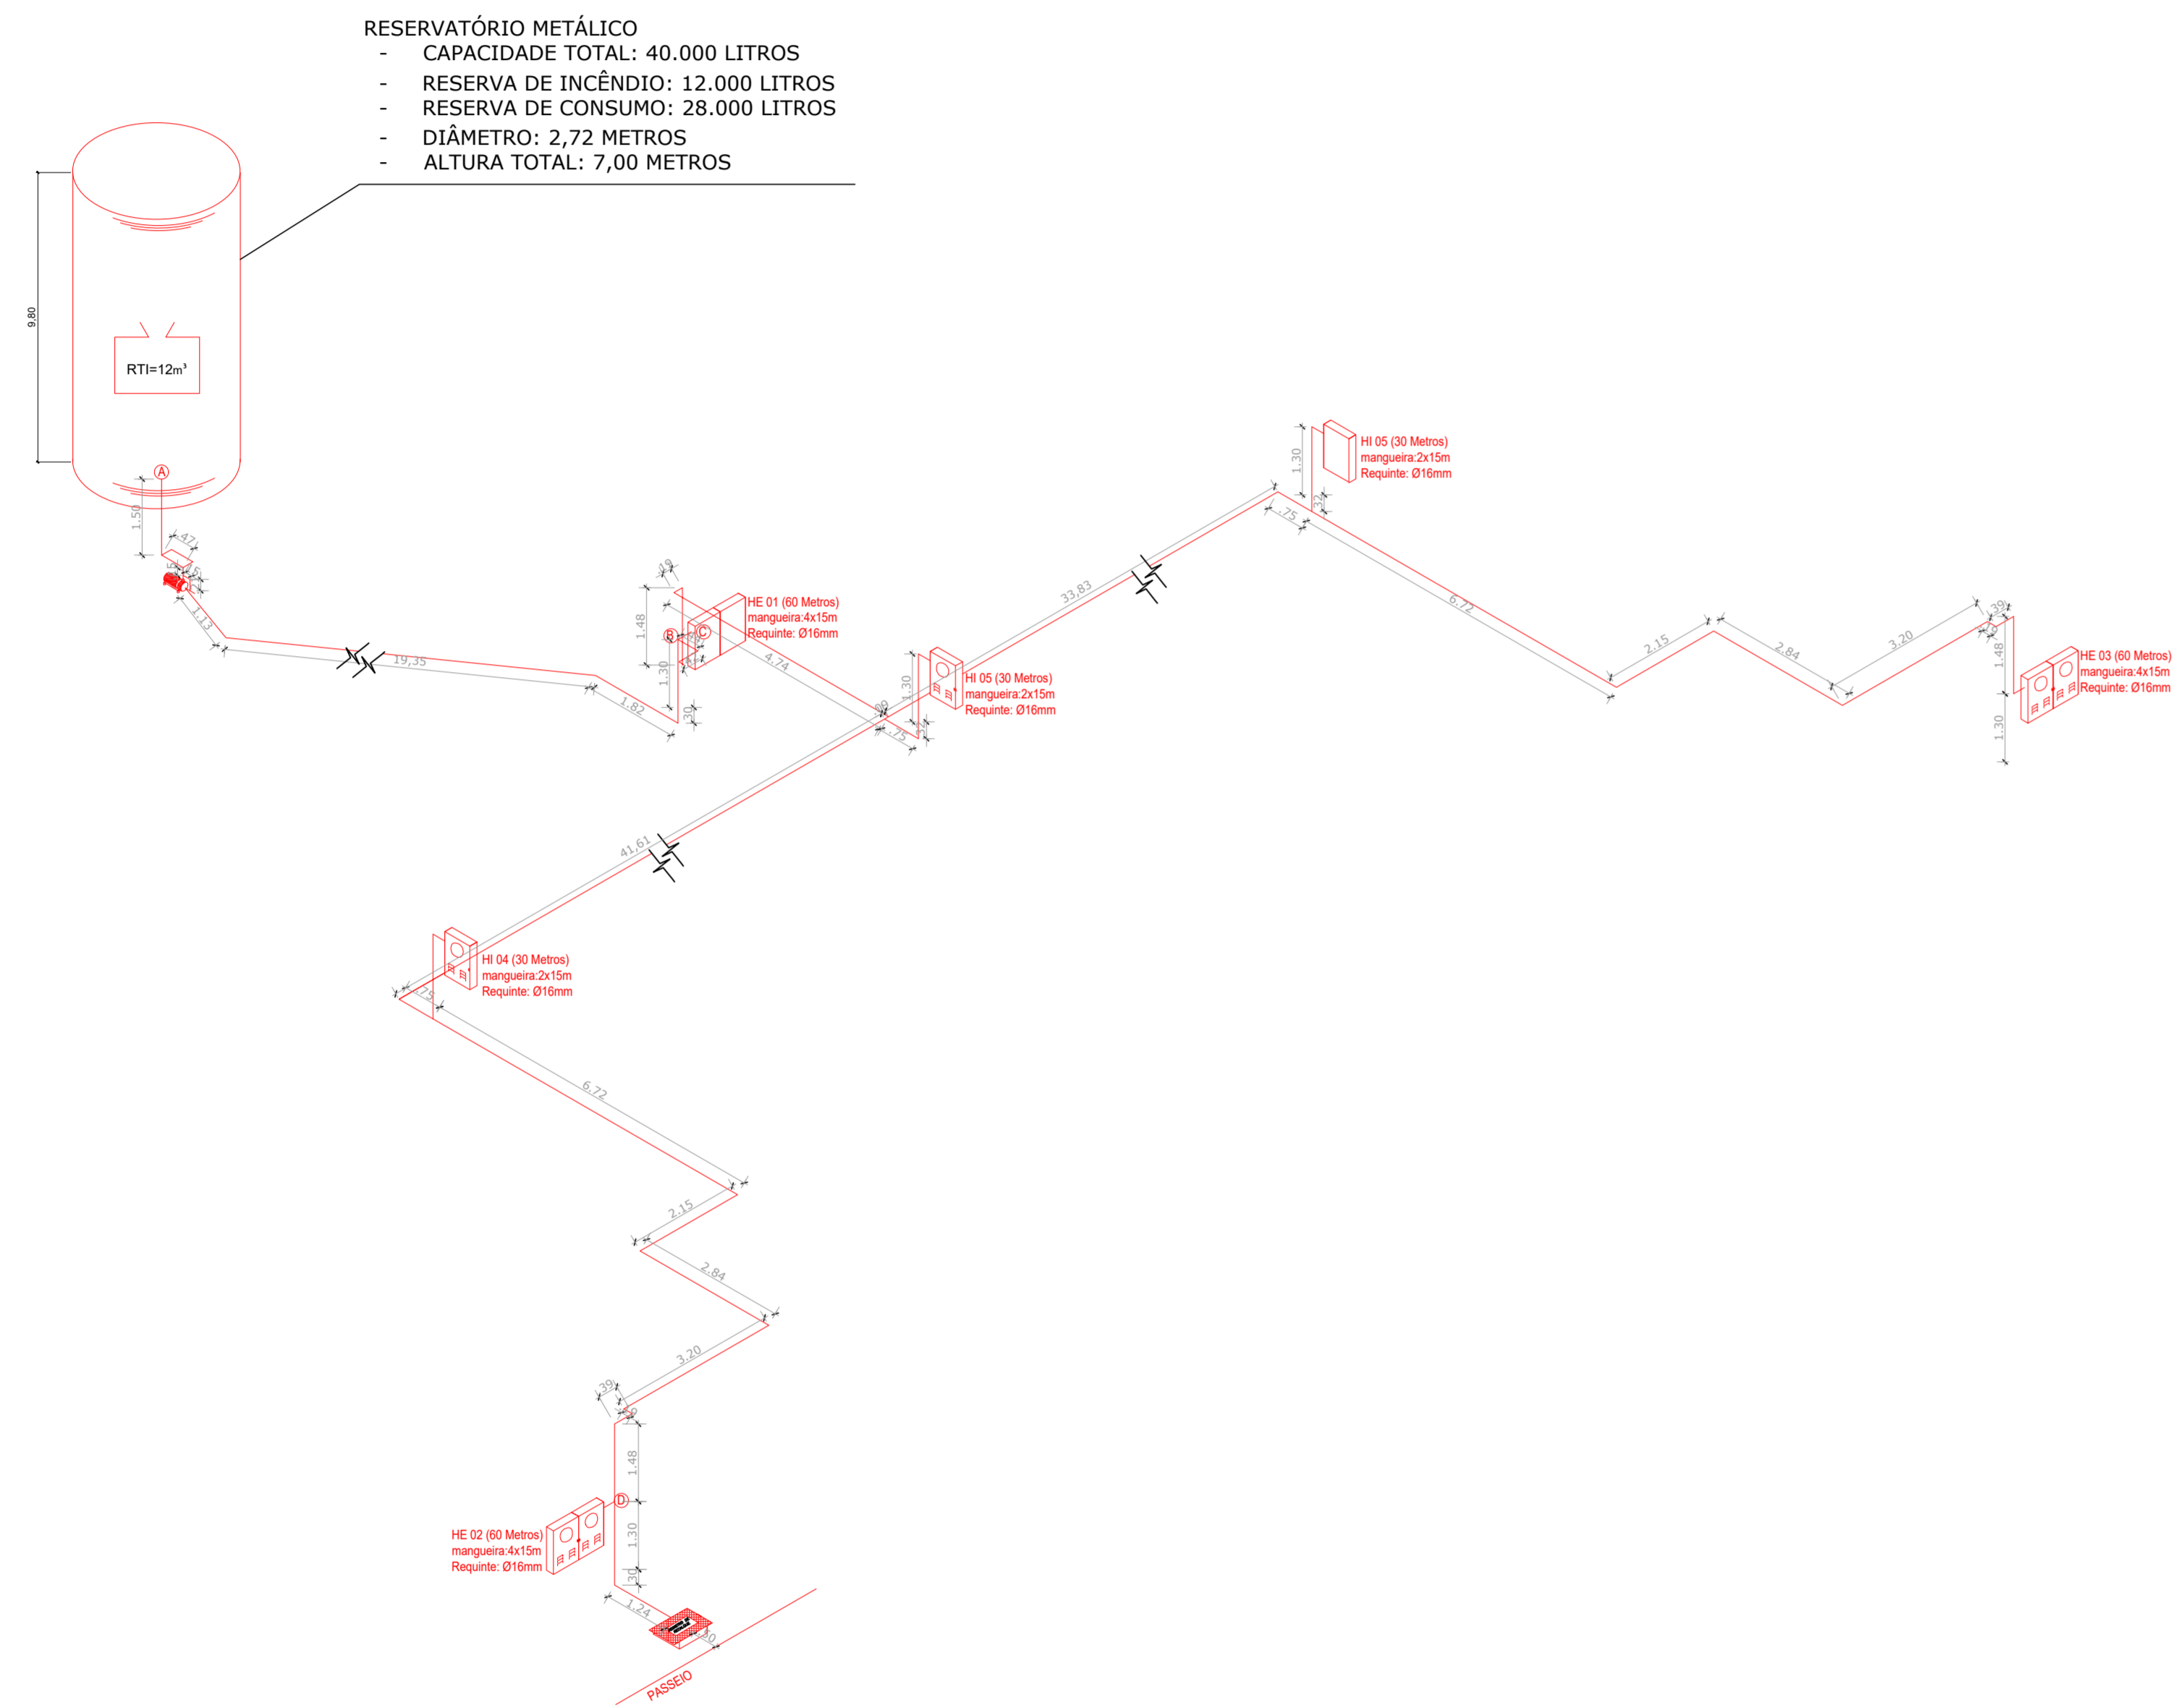 RESERVATÓRIO METÁLICO
- CAPACIDADE TOTAL: 40.000 LITROS
- RESERVA DE INCÊNDIO: 12.000 LITROS
- RESERVA DE CONSUMO: 28.000 LITROS
- DIÂMETRO: 2,72 METROS
- ALTURA TOTAL: 7,00 METROS
9,80
RTI=12m³
A
1.50
.47
1.13
19,35
1.82
.19
1.48
B
C
1.30
.30
HE 01 (60 Metros)
mangueira:4x15m
Requinte: Ø16mm
4.74
.75
1.30
.32
HI 05 (30 Metros)
mangueira:2x15m
Requinte: Ø16mm
33,83
1.30
.32
.75
HI 05 (30 Metros)
mangueira:2x15m
Requinte: Ø16mm
6.72
2.15
2.84
3.20
.39
1.48
1.30
HE 03 (60 Metros)
mangueira:4x15m
Requinte: Ø16mm
41,61
HI 04 (30 Metros)
mangueira:2x15m
Requinte: Ø16mm
.75
6.72
2.15
2.84
3.20
.39
1.48
D
1.30
.30
HE 02 (60 Metros)
mangueira:4x15m
Requinte: Ø16mm
1.24
.50
PASSEIO